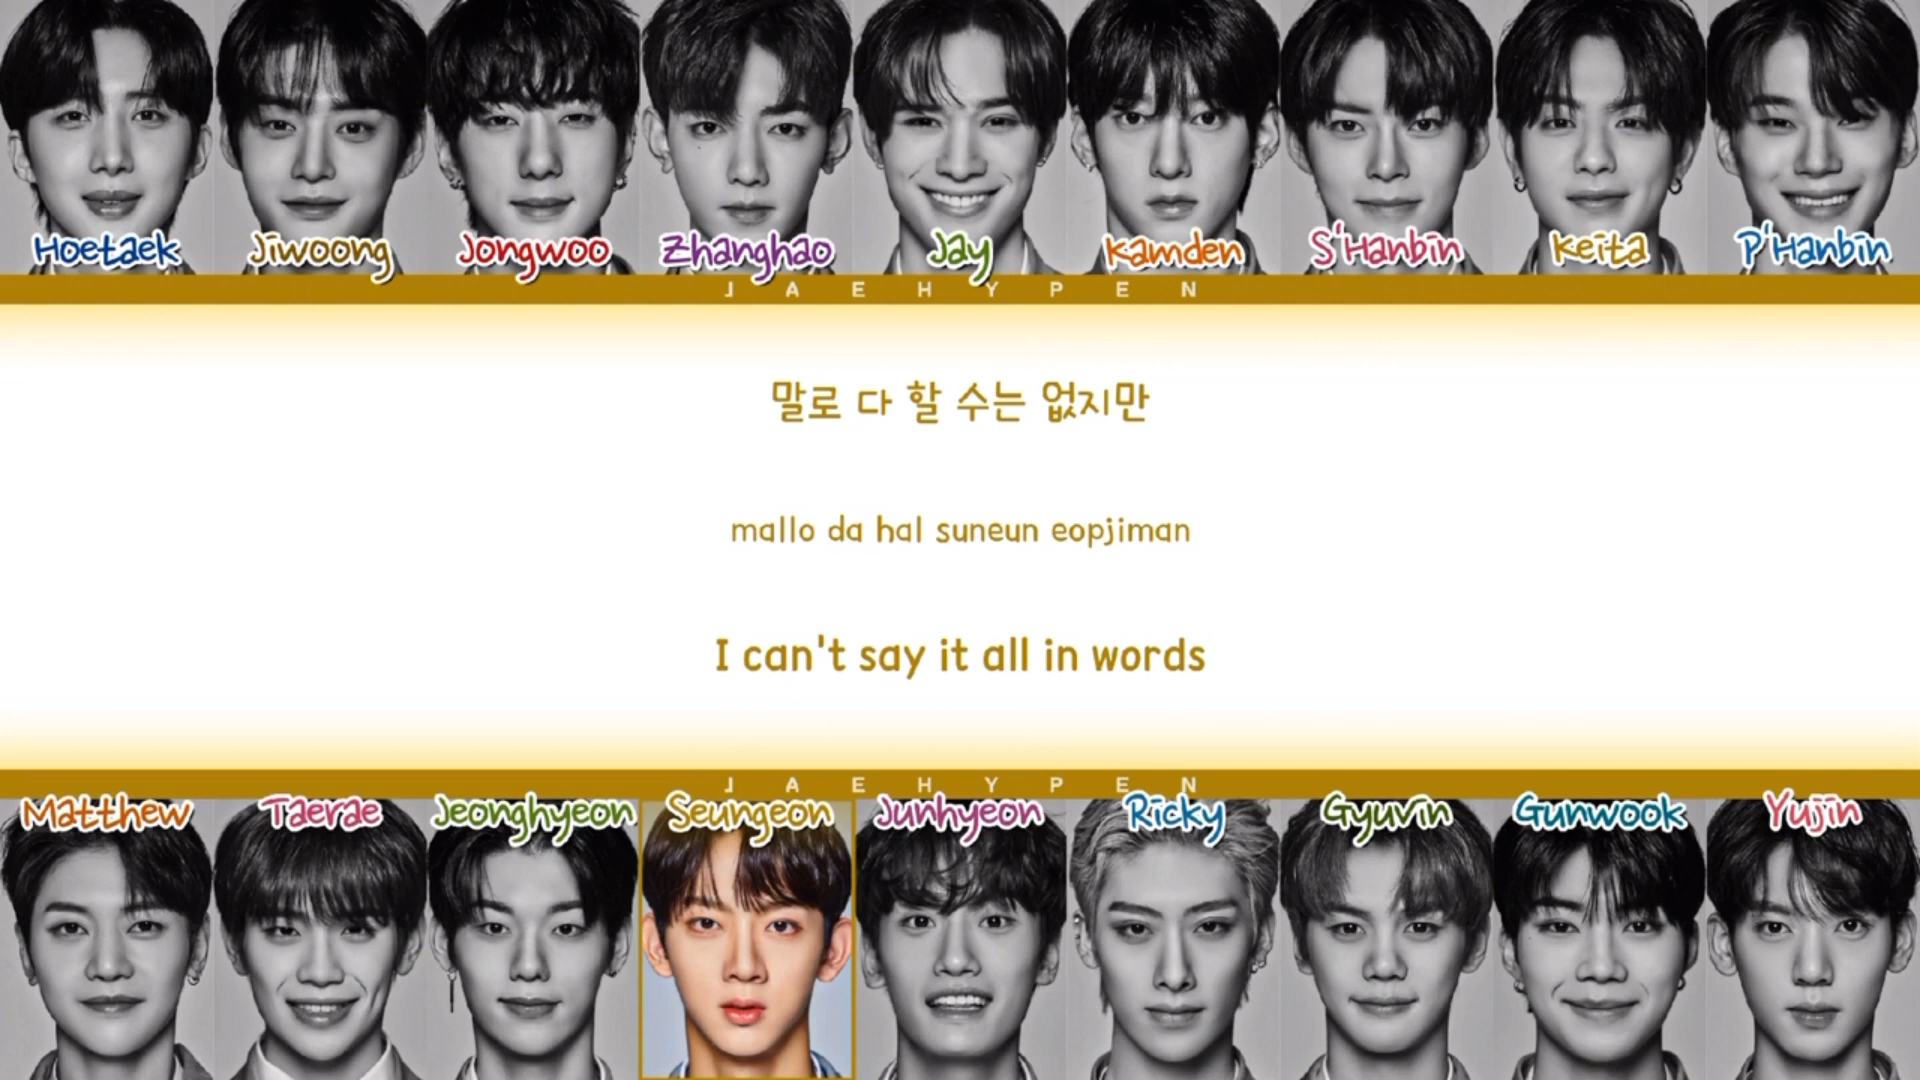 Hoetaek Jiwoong Jongwoo Zhanghao Jay Kamden S'Hanbin Keita P'Hanbin
JAEHYPEN
말로 다 할 수는 없지만
mallo da hal suneun eopjiman
I can't say it all in words
JAEHYPEN
Matthew Taerae Jeonghyeon Seungeon Junhyeon Ricky Gyuvin Gunwook Yujin